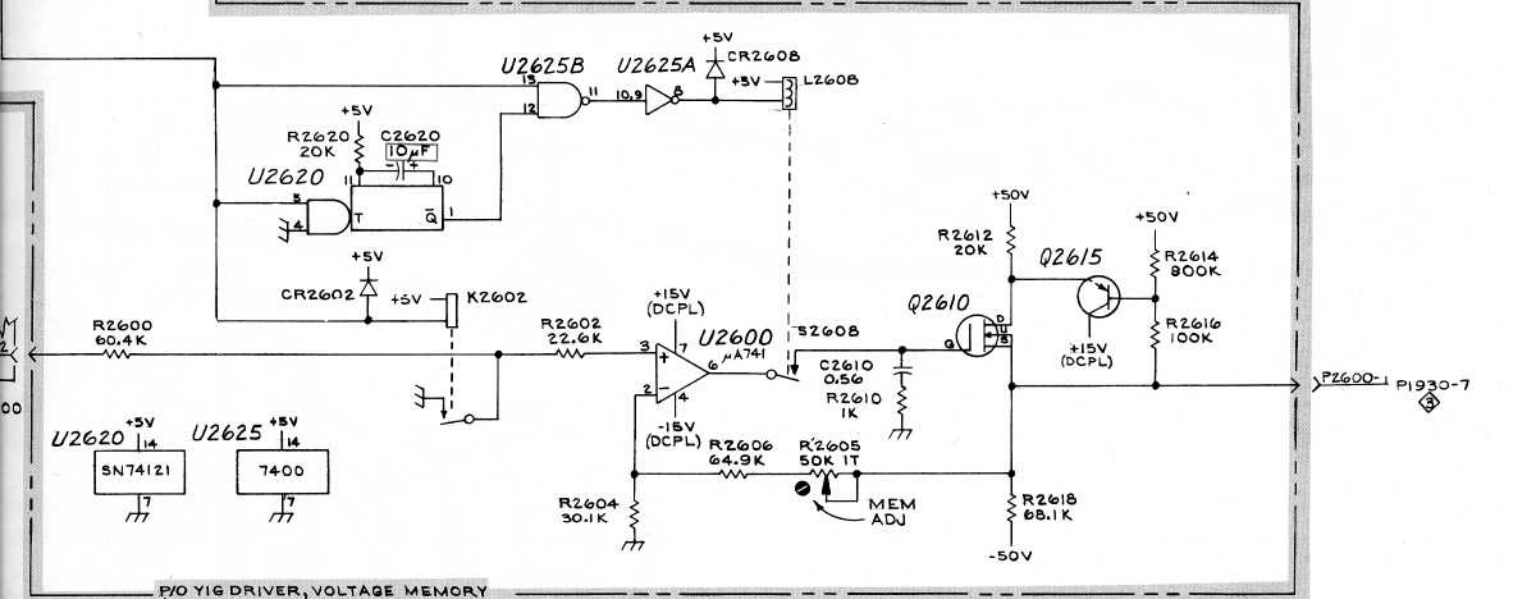 +5V
CR2608
U2625B
U2625A
+5V
L2608
13
12
11
10,9
8
+5V
R2620
20K
C2620
10µF
-
+
U2620
11
10
3
4
T
Q̅
1
+5V
CR2602
+5V
K2602
+50V
R2612
20K
Q2615
+50V
R2614
800K
Q2610
D
U
S
G
R2616
100K
+15V
(DCPL)
R2600
60.4K
R2602
22.6K
+15V
(DCPL)
U2600
µA741
3
+
7
6
2
-
4
-15V
(DCPL)
S2608
C2610
0.56
R2610
1K
P2600-1
P1930-7
3
2
00
U2620
+5V
14
SN74121
7
U2625
+5V
14
7400
7
R2606
64.9K
R2605
50K 1T
MEM
ADJ
R2604
30.1K
R2618
68.1K
-50V
P/O YIG DRIVER, VOLTAGE MEMORY